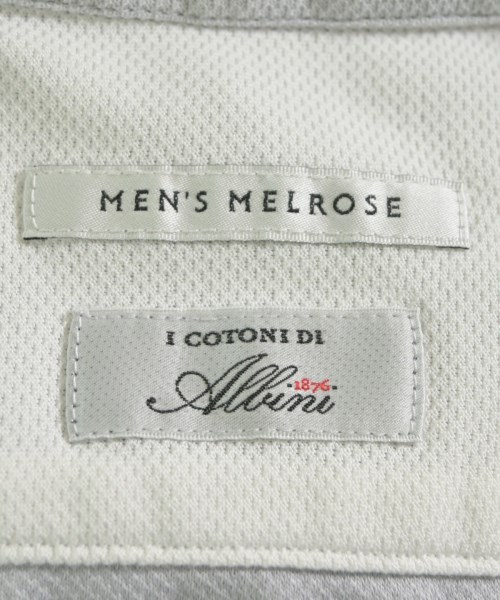 MEN'S MELROSE
I COTONI DI
Albini
1876